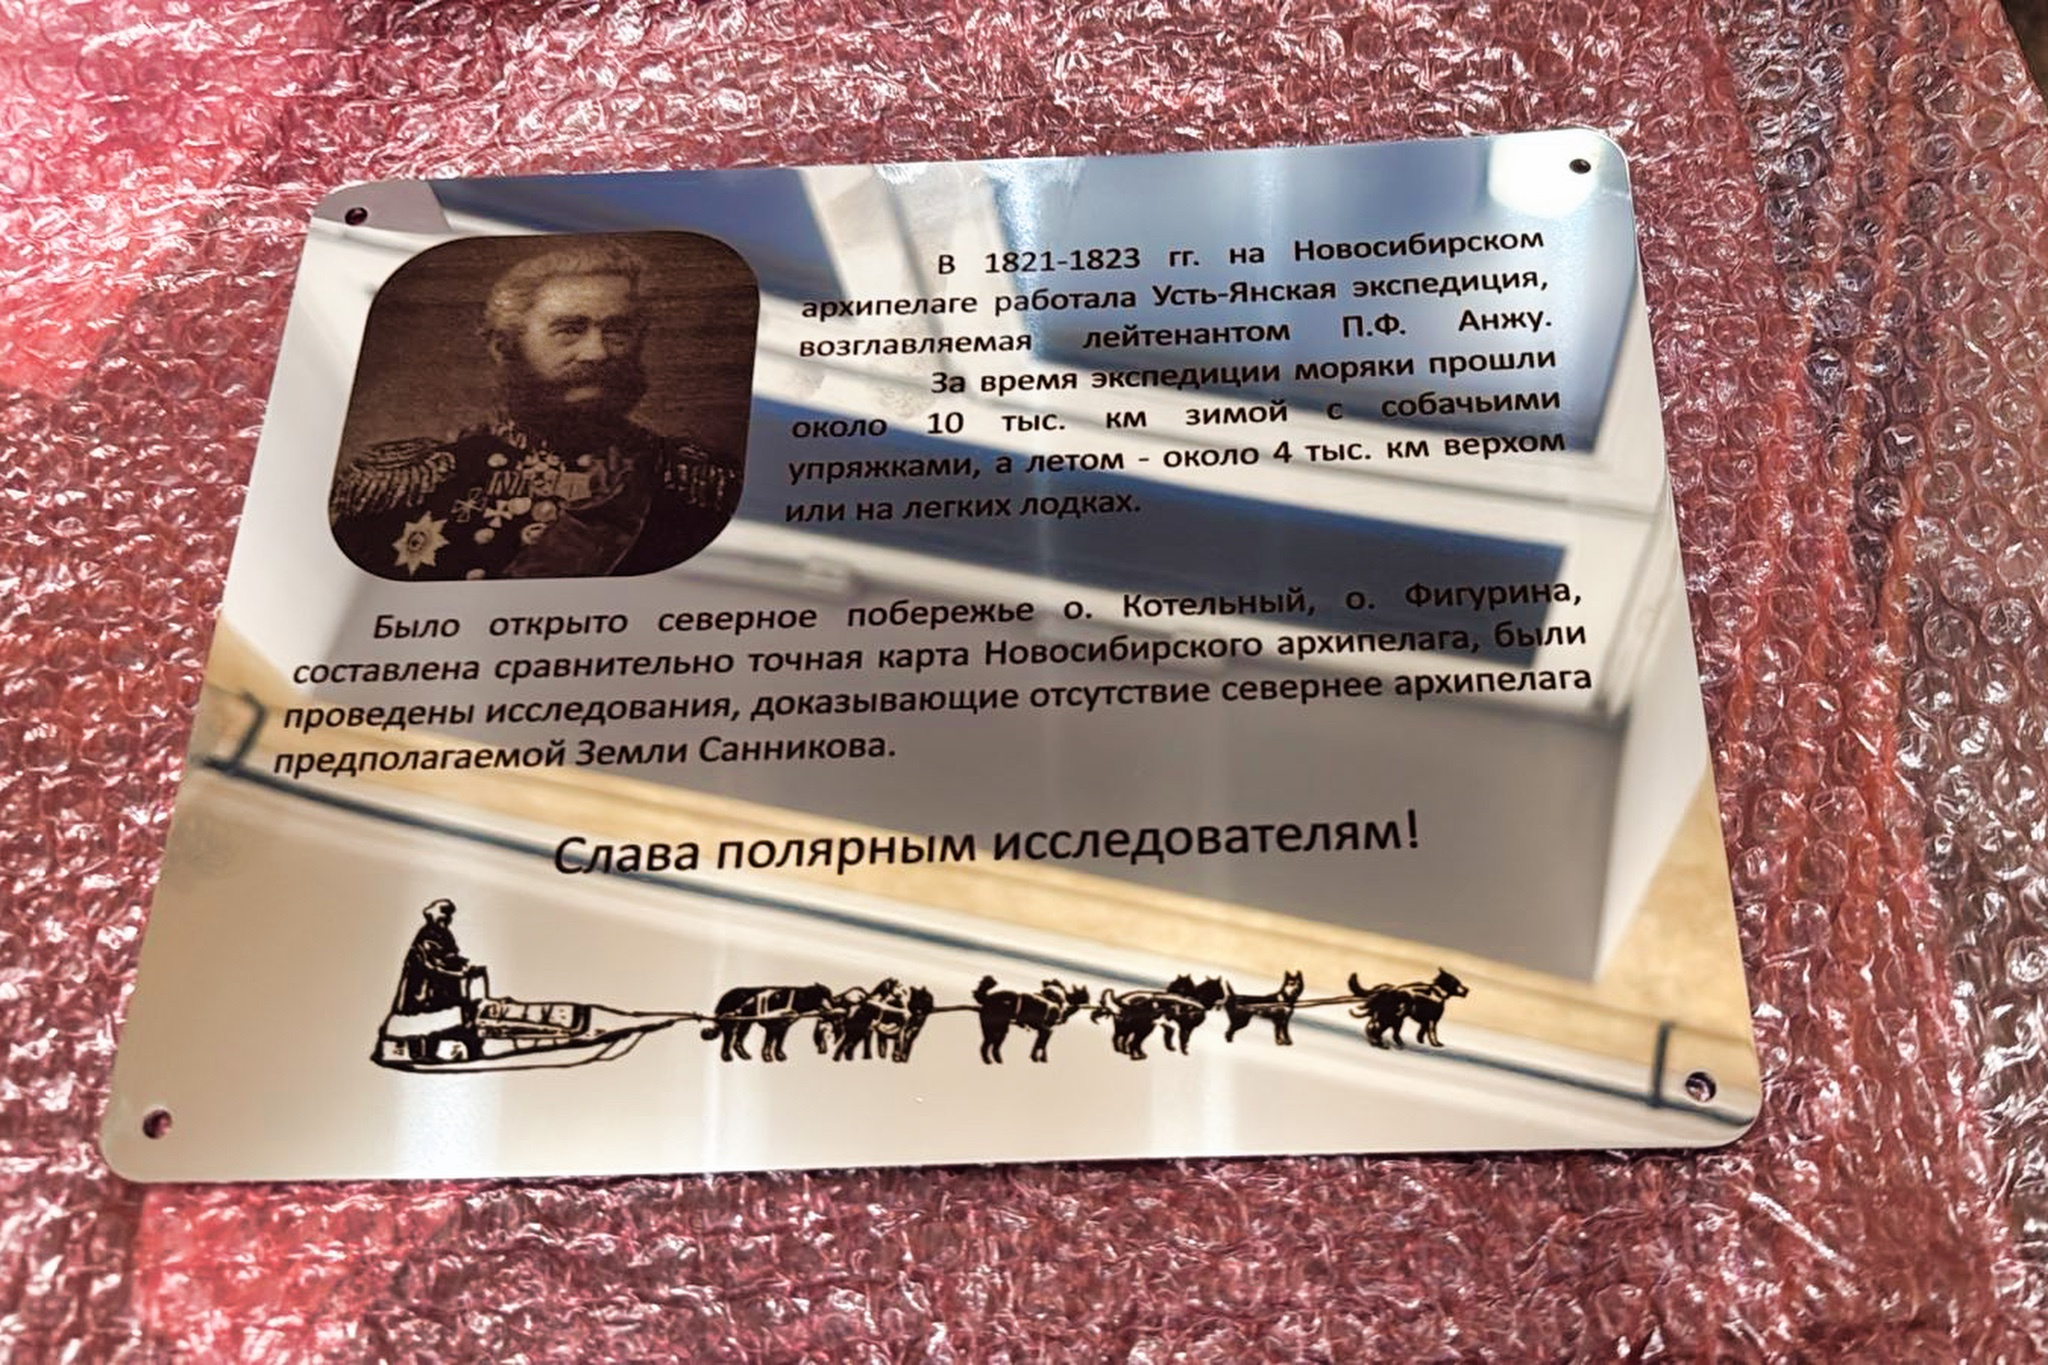 В 1821-1823 гг. на Новосибирском
архипелаге работала Усть-Янская экспедиция,
возглавляемая лейтенантом П.Ф. Анжу.
За время экспедиции моряки прошли
около 10 тыс. км зимой с собачьими
упряжками, а летом - около 4 тыс. км верхом
или на легких лодках.
Было открыто северное побережье о. Котельный, о. Фигурина,
составлена сравнительно точная карта Новосибирского архипелага, были
проведены исследования, доказывающие отсутствие севернее архипелага
предполагаемой Земли Санникова.
Слава полярным исследователям!